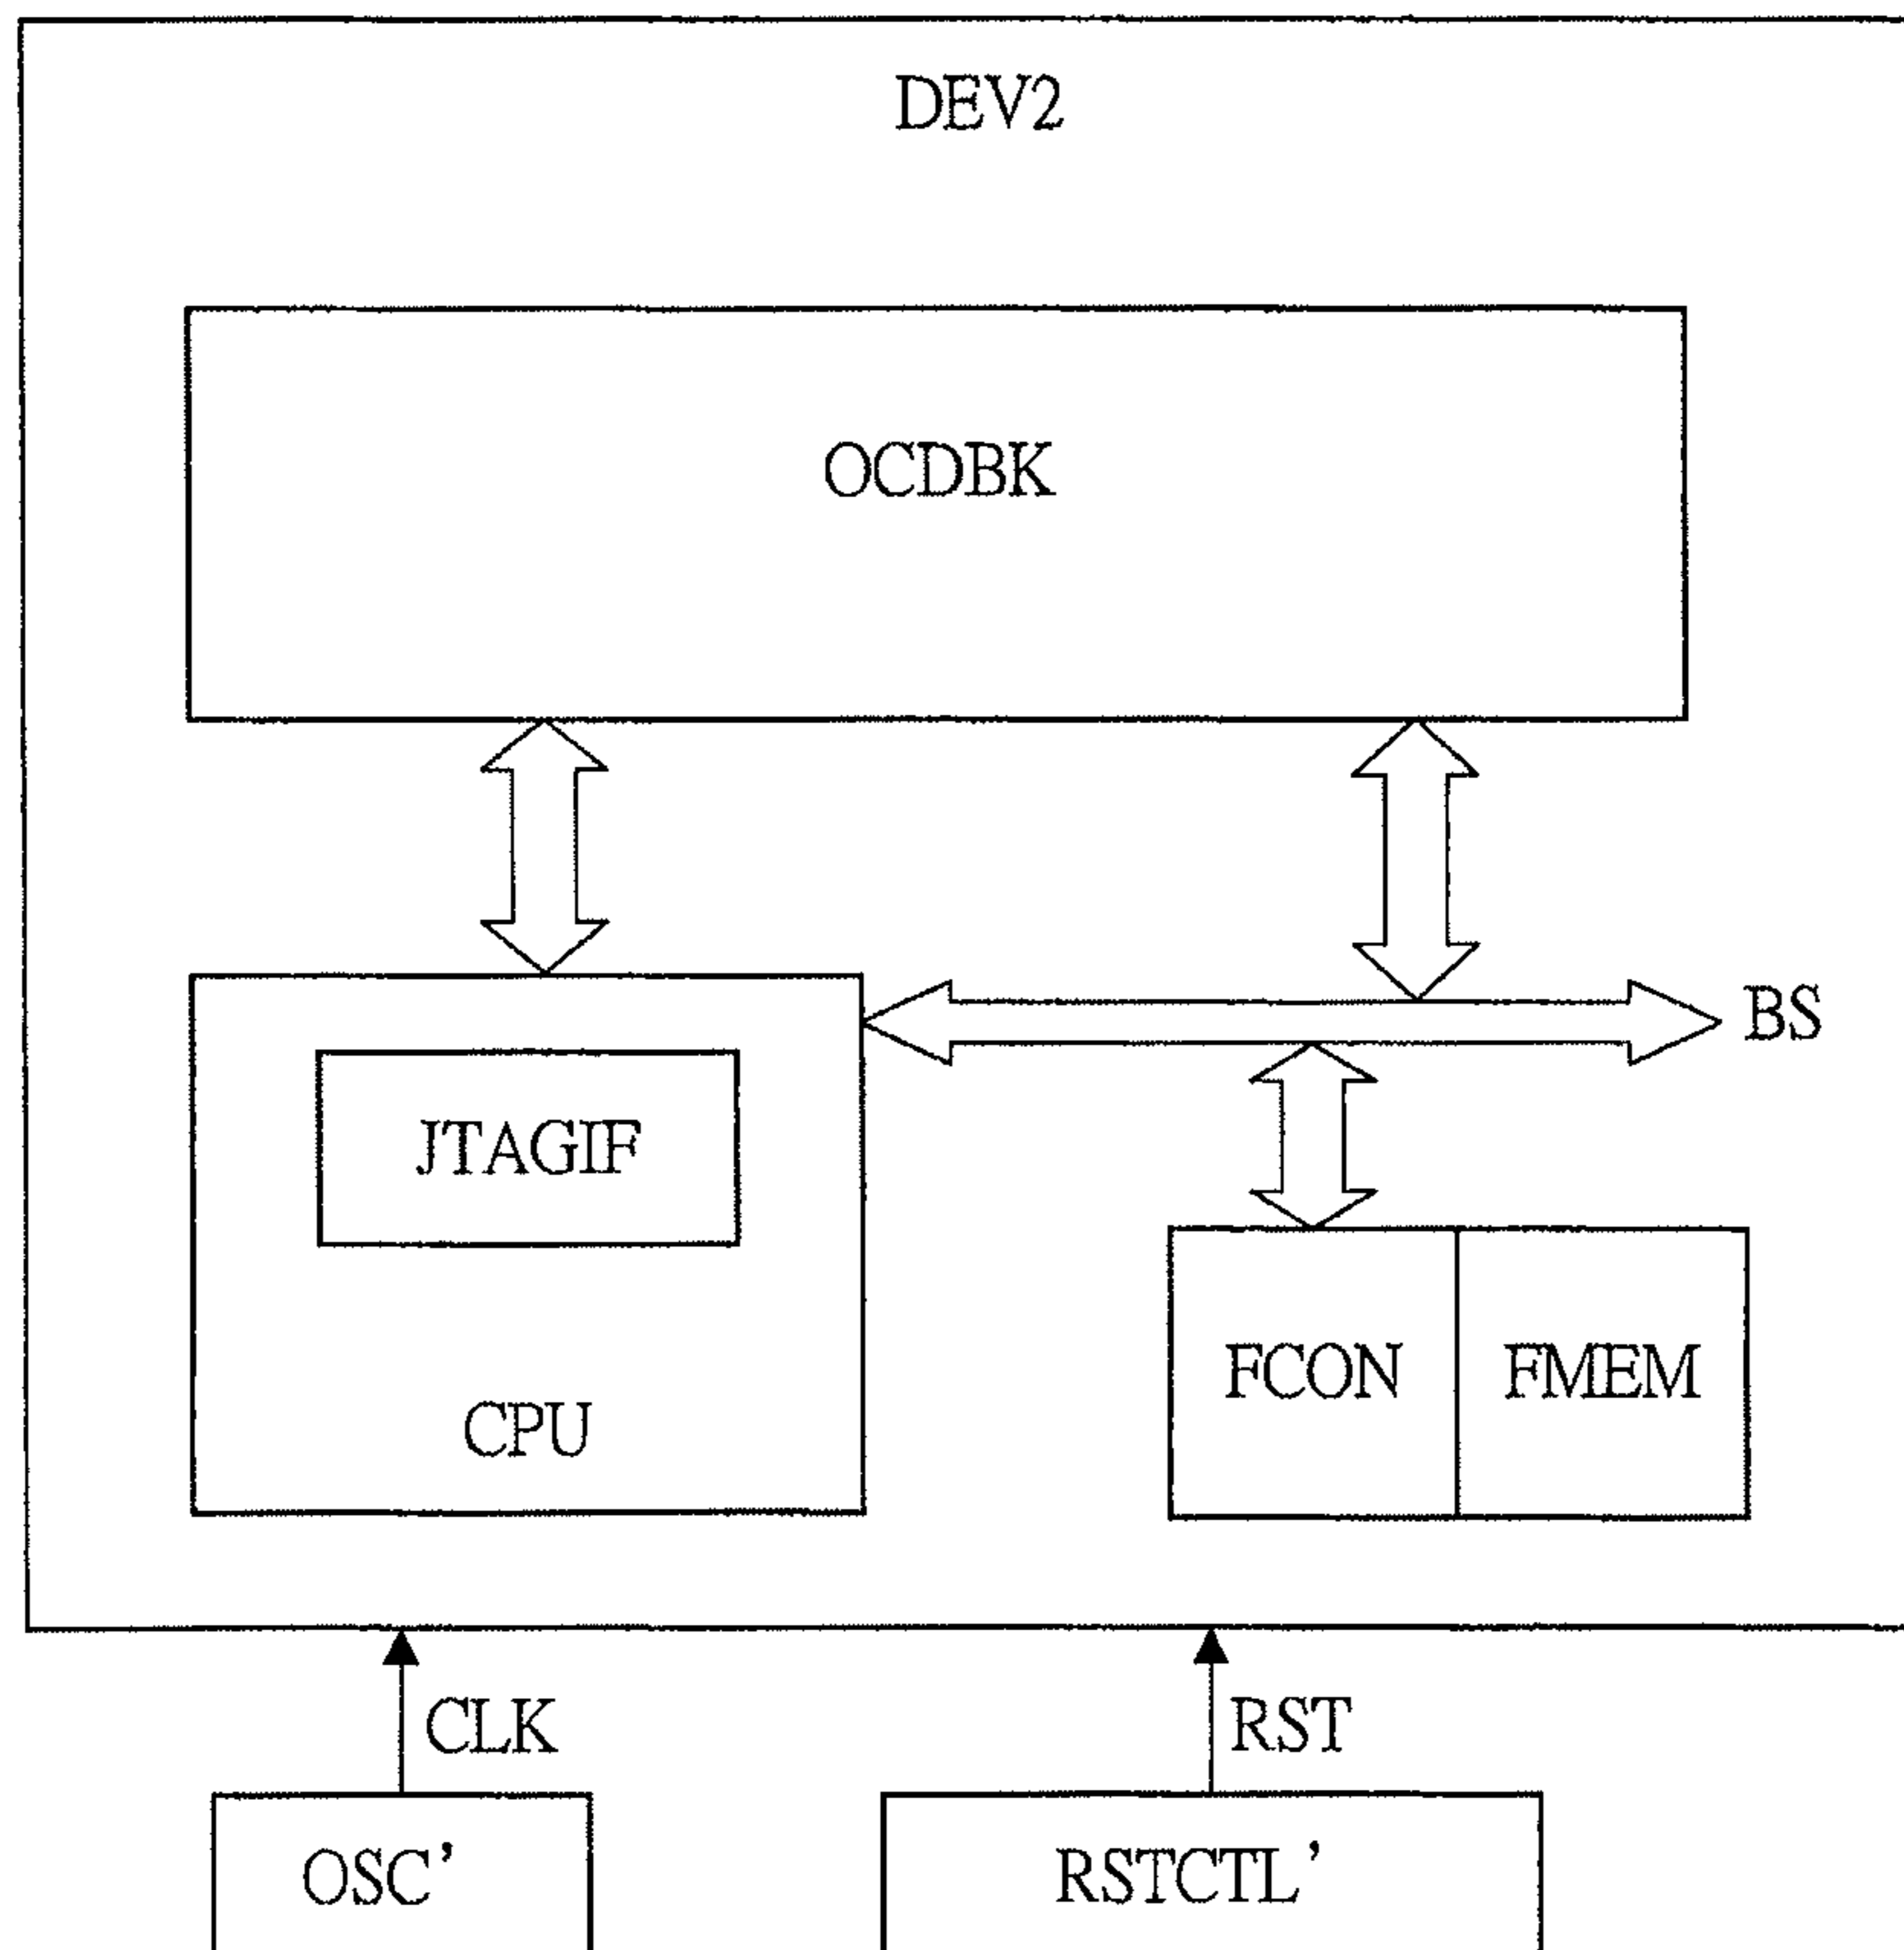 DEV2
OCDBK
BS
JTAGIF
CPU
FCON
FMEM
CLK
RST
OSC’
RSTCTL’